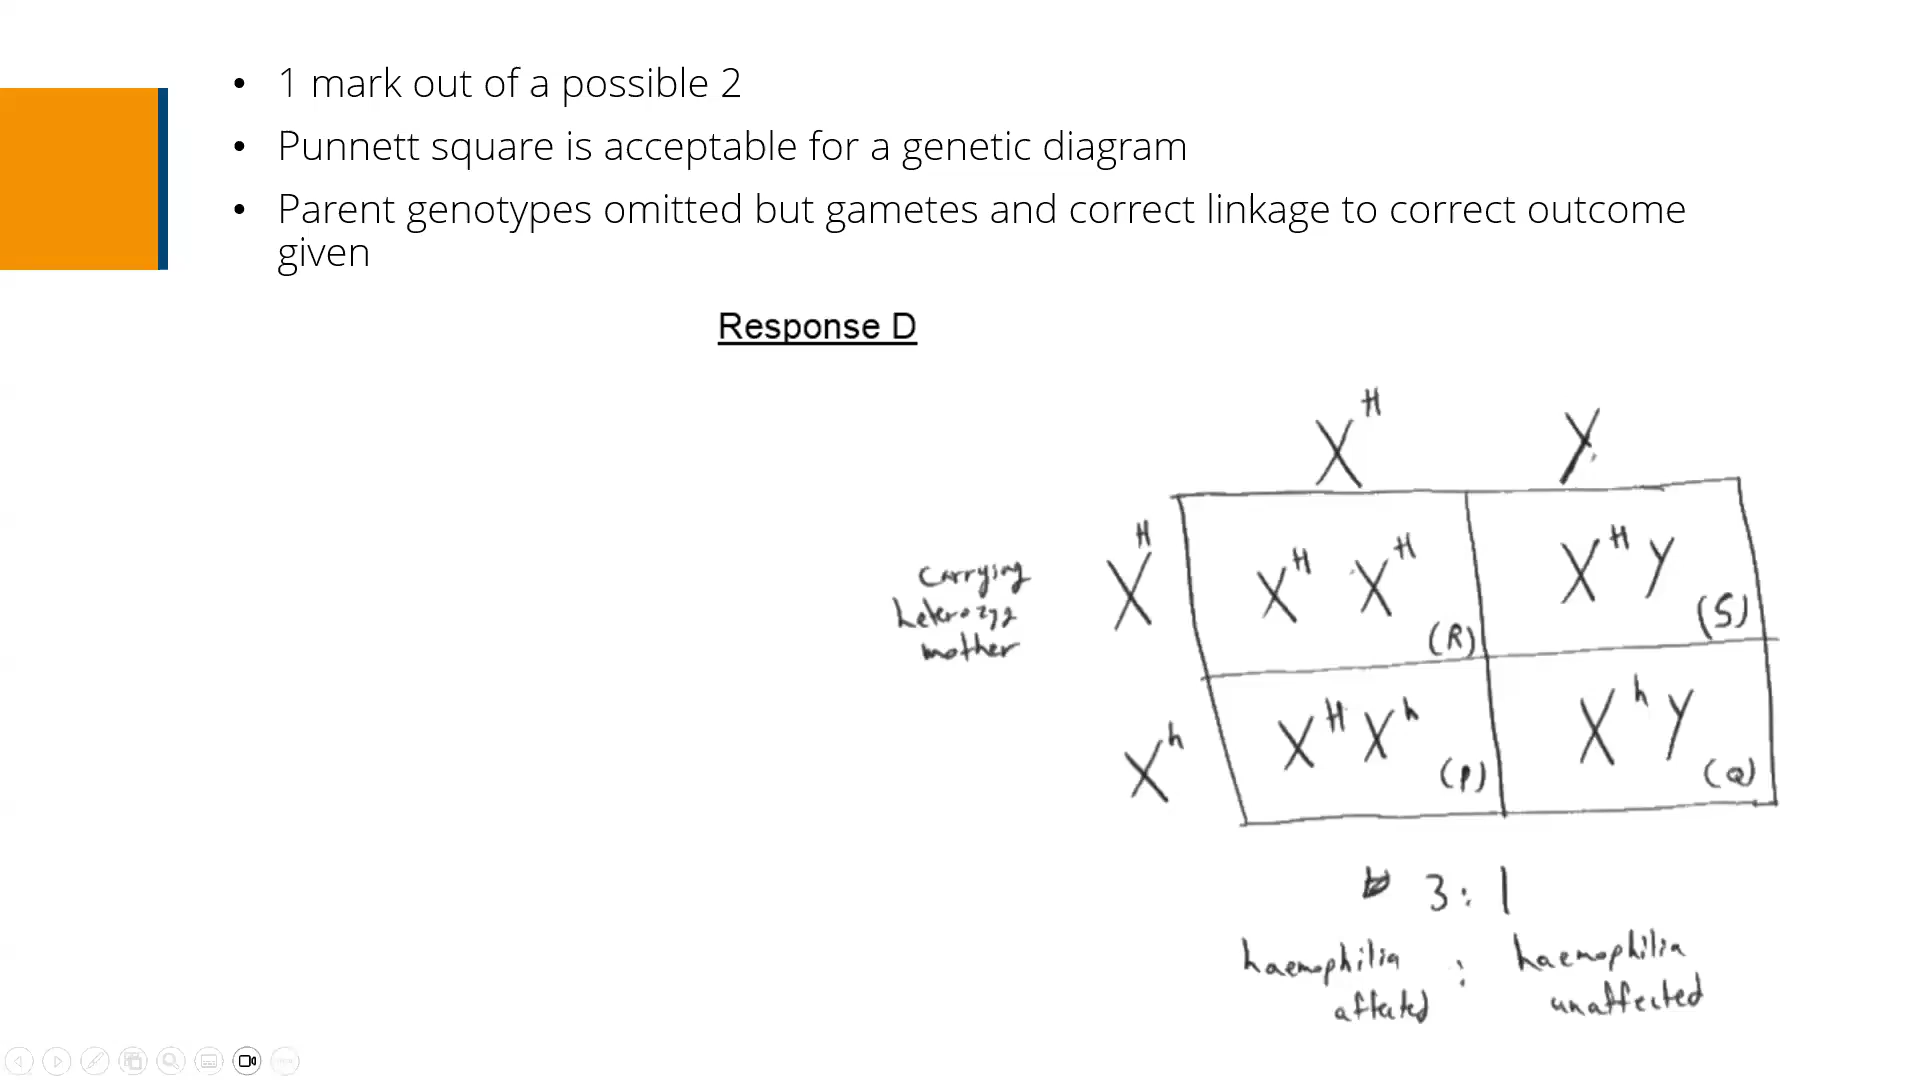 • 1 mark out of a possible 2
• Punnett square is acceptable for a genetic diagram
• Parent genotypes omitted but gametes and correct linkage to correct outcome
given
Response D
X^H Y
carrying
heterozyg
mother
X^H
X^H X^H (R)
X^H Y (S)
X^h
X^H X^h (P)
X^h Y (Q)
3:1
haemophilia : haemophilia
affected unaffected